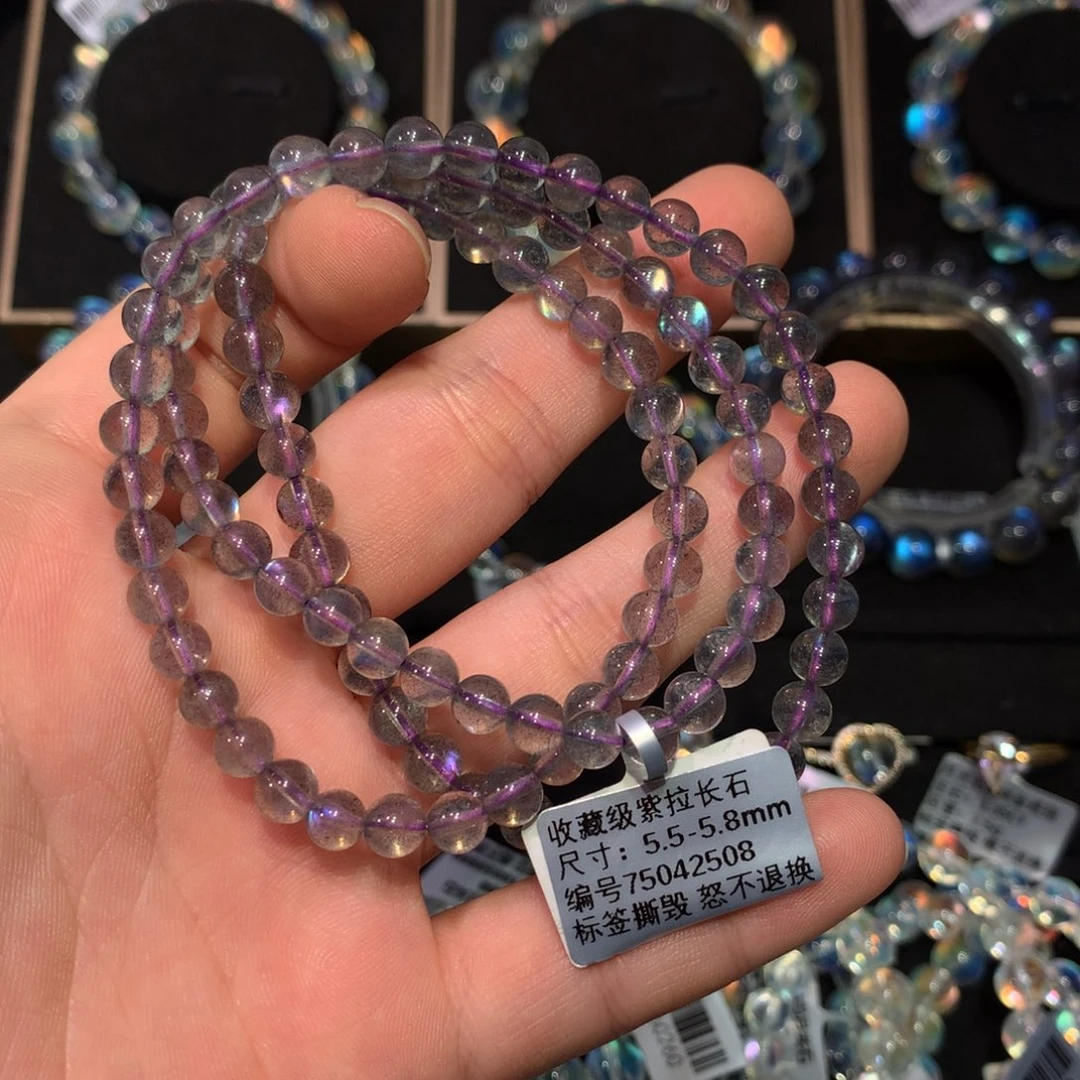 收藏级紫拉长石
尺寸：5.5-5.8mm
编号75042508
标签撕毁 怒不退换